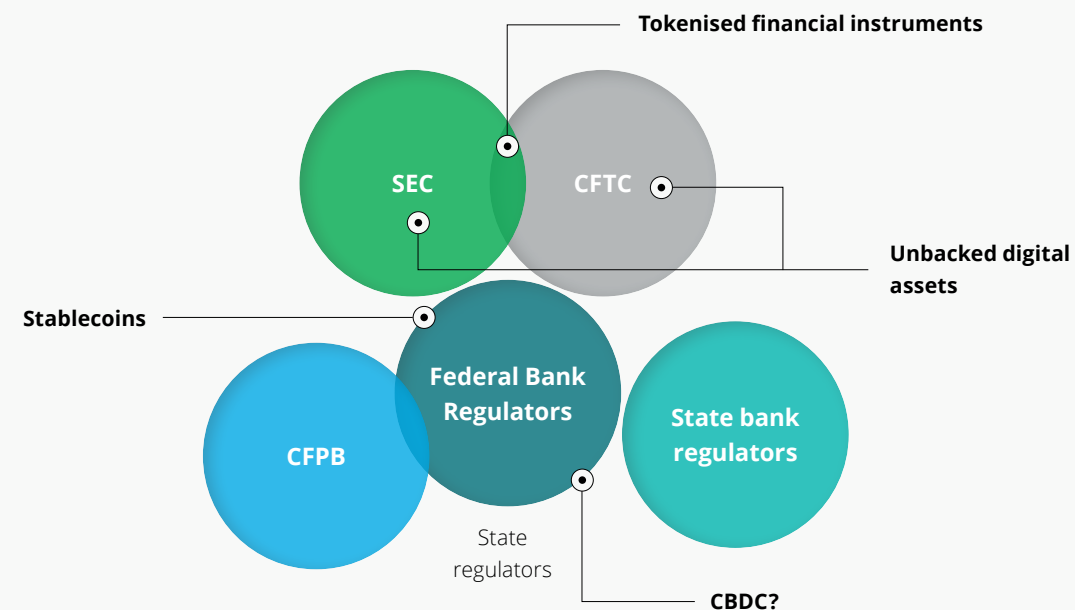 Tokenised financial instruments
SEC
CFTC
Unbacked digital
assets
Stablecoins
Federal Bank
Regulators
State bank
regulators
CFPB
State
regulators
CBDC?